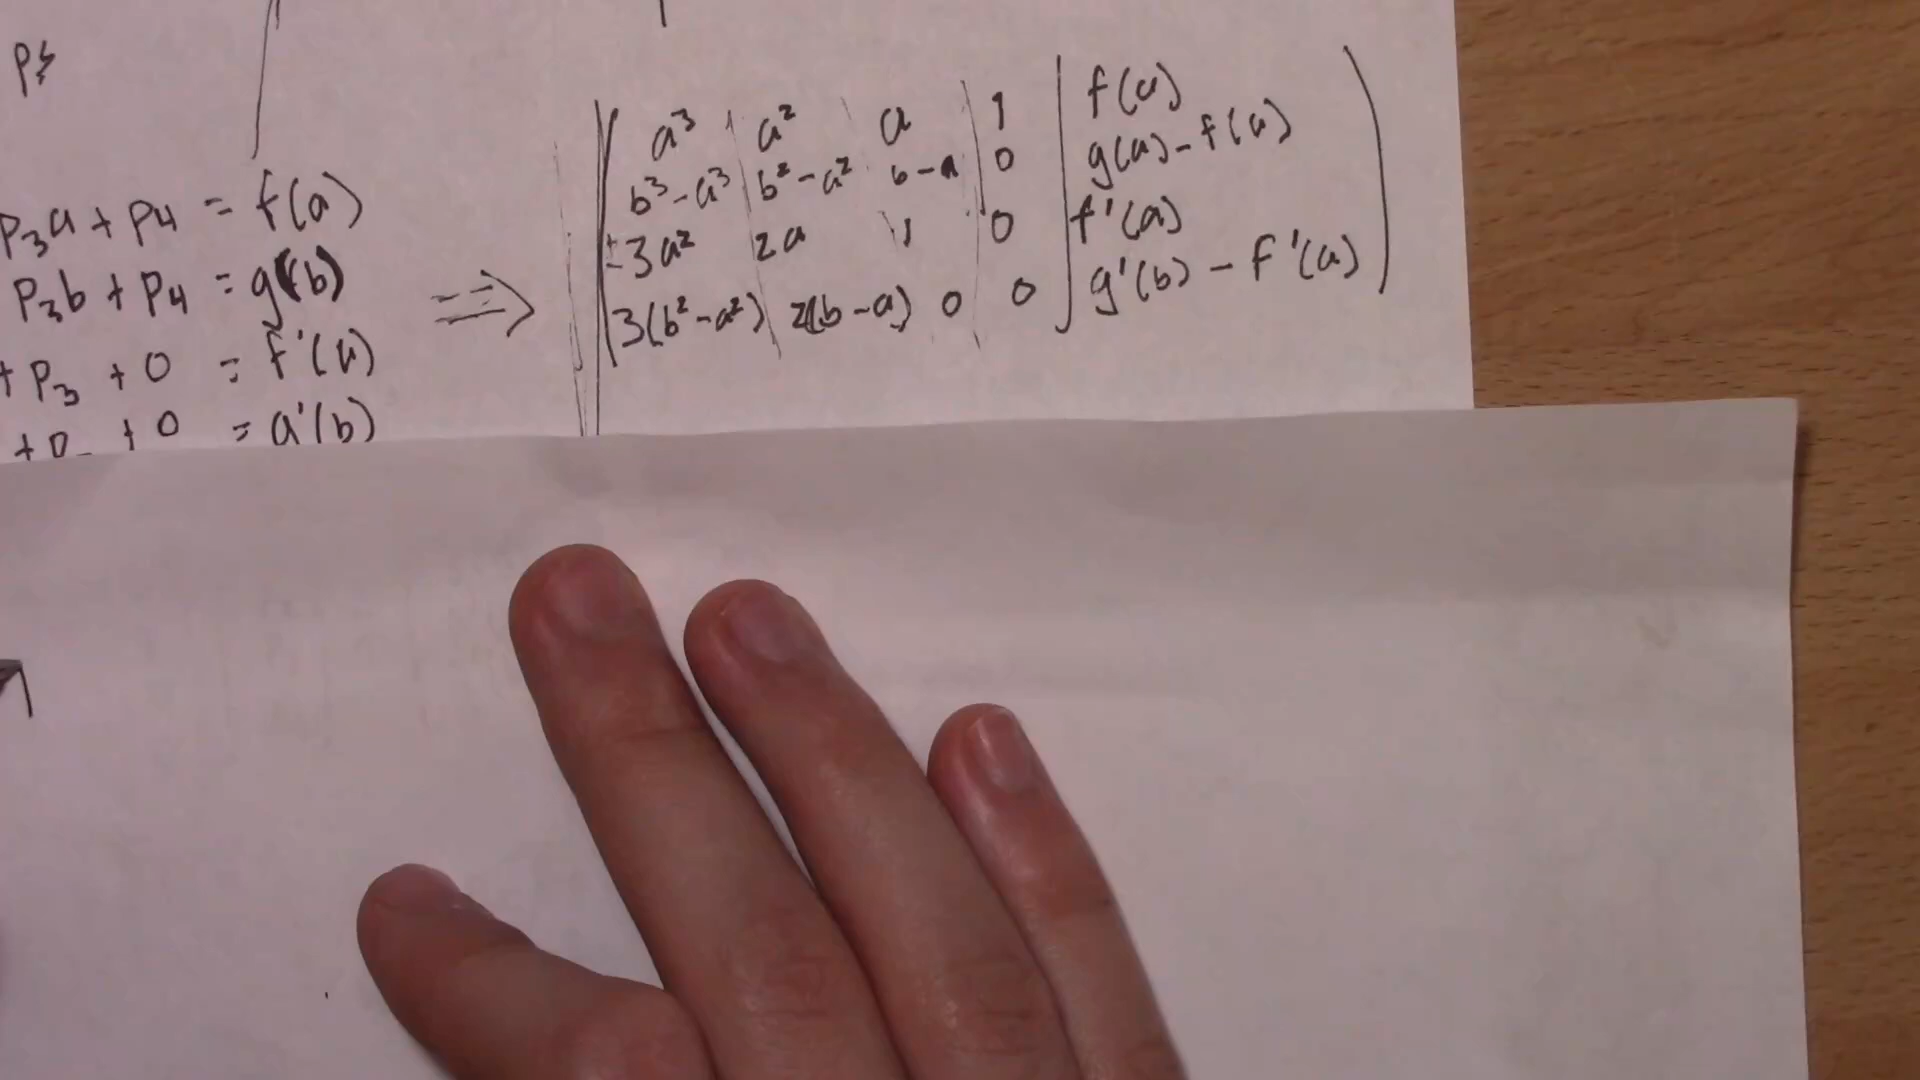 P3a + P4 = f(a)
P3b + P4 = g(b)
+ P3 + 0 = f'(a)
+0 = g'(b)
⇒
a³ a² a 1 | f(a)
b³-a³ b²-a² b-a 0 | g(a)-f(a)
3a² 2a 1 0 | f'(a)
3(b²-a²) 2(b-a) 0 0 | g'(b) - f'(a)